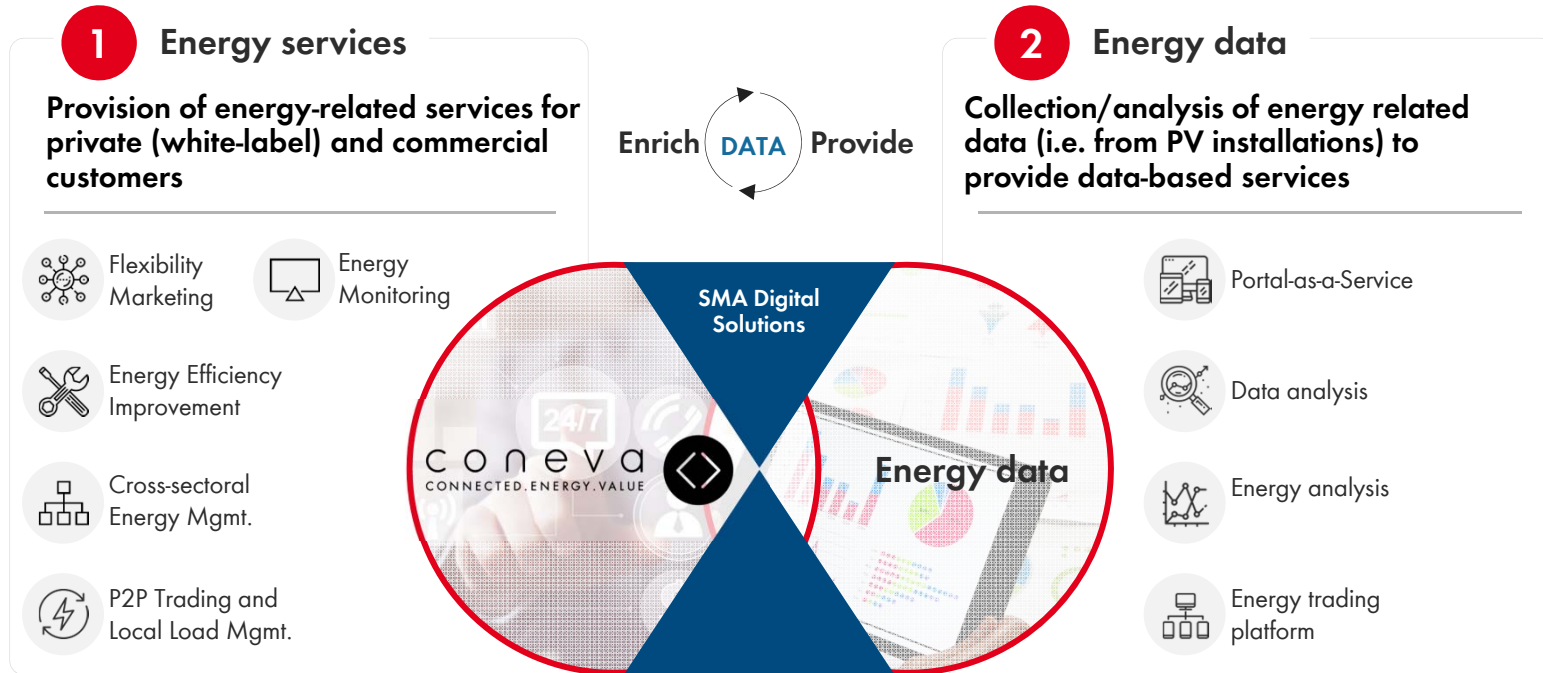 1
Energy services
Provision of energy-related services for
private (white-label) and commercial
customers
Flexibility
Marketing
Energy
Monitoring
Energy Efficiency
Improvement
Cross-sectoral
Energy Mgmt.
P2P Trading and
Local Load Mgmt.
Enrich
DATA
Provide
SMA Digital
Solutions
24/7
coneva
CONNECTED.ENERGY.VALUE
Energy data
2
Energy data
Collection/analysis of energy related
data (i.e. from PV installations) to
provide data-based services
Portal-as-a-Service
Data analysis
Energy analysis
Energy trading
platform